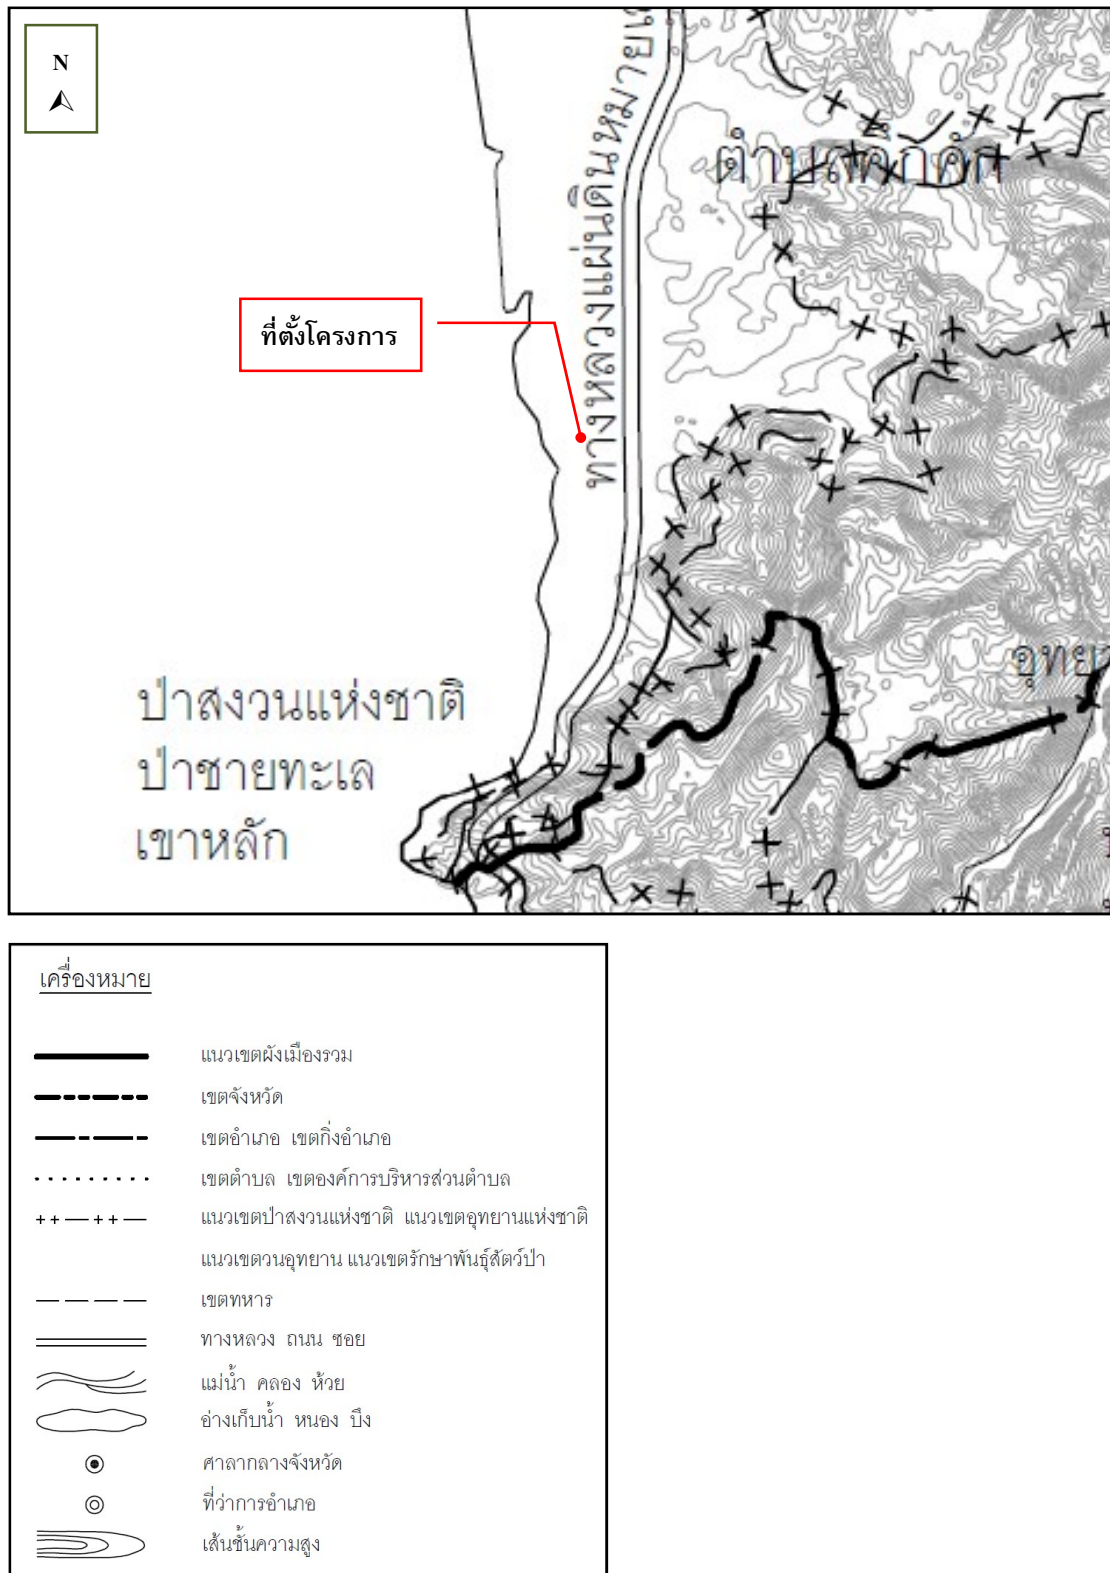 N
ทางหลวงแผ่นดินหมายเ
ตำบลคึกคัก
ที่ตั้งโครงการ
อุทย
ป่าสงวนแห่งชาติ
ป่าชายทะเล
เขาหลัก
เครื่องหมาย
แนวเขตผังเมืองรวม
เขตจังหวัด
เขตอำเภอ เขตกิ่งอำเภอ
เขตตำบล เขตองค์การบริหารส่วนตำบล
แนวเขตป่าสงวนแห่งชาติ แนวเขตอุทยานแห่งชาติ
แนวเขตวนอุทยาน แนวเขตรักษาพันธุ์สัตว์ป่า
เขตทหาร
ทางหลวง ถนน ซอย
แม่น้ำ คลอง ห้วย
อ่างเก็บน้ำ หนอง บึง
ศาลากลางจังหวัด
ที่ว่าการอำเภอ
เส้นชั้นความสูง